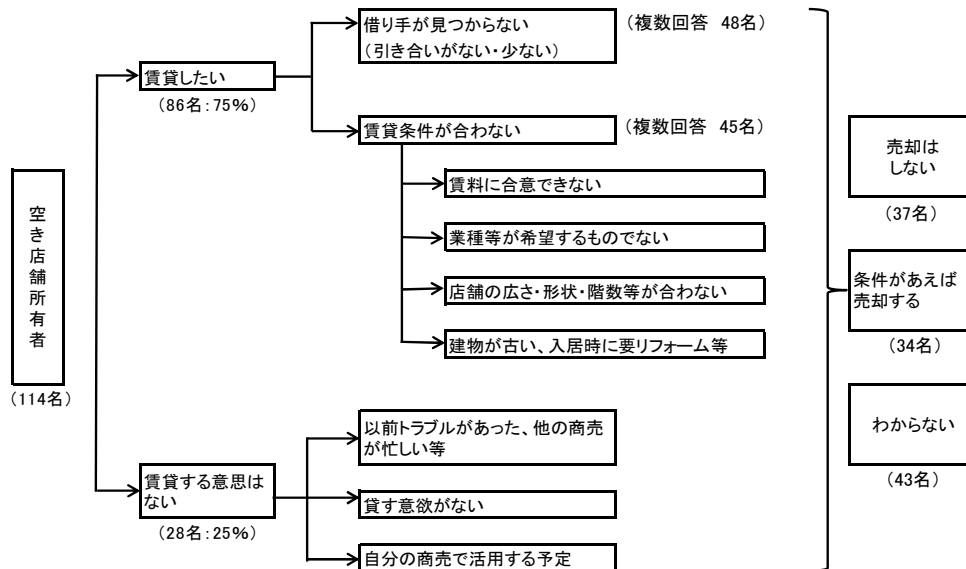 空き店舗所有者
（114名）
賃貸したい
（86名：75％）
借り手が見つからない
（引き合いがない・少ない）
（複数回答　48名）
賃貸条件が合わない
（複数回答　45名）
賃料に合意できない
業種等が希望するものでない
店舗の広さ・形状・階数等が合わない
建物が古い、入居時に要リフォーム等
賃貸する意思は
ない
（28名：25％）
以前トラブルがあった、他の商売
が忙しい等
貸す意欲がない
自分の商売で活用する予定
売却は
しない
（37名）
条件があえば
売却する
（34名）
わからない
（43名）